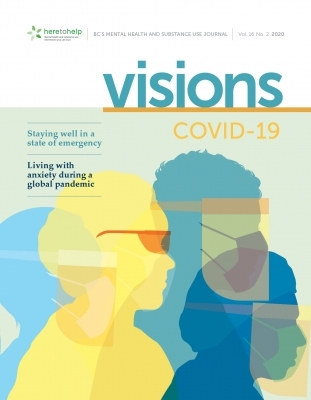 heretohelp
BC'S MENTAL HEALTH AND SUBSTANCE USE JOURNAL Vol. 16 No. 2 2020
visions
COVID-19
Staying well in a
state of emergency
Living with
anxiety during a
global pandemic